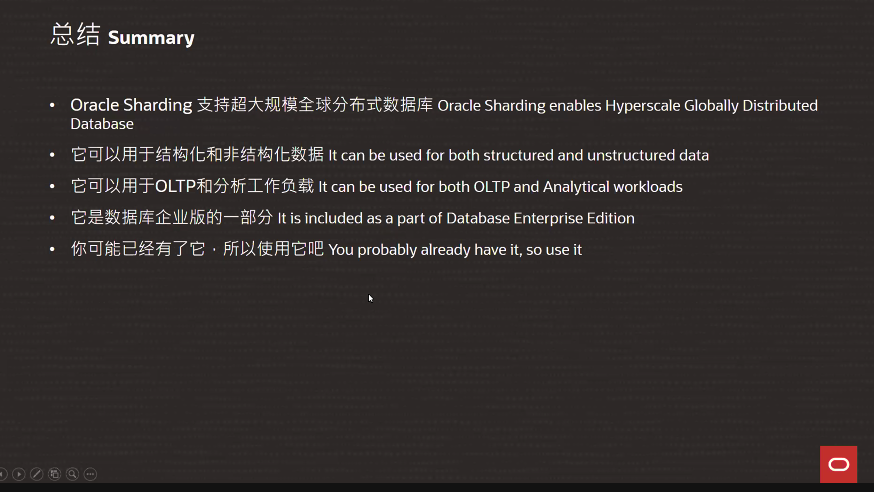 总结 Summary
• Oracle Sharding 支持超大规模全球分布式数据库 Oracle Sharding enables Hyperscale Globally Distributed
Database
• 它可以用于结构化和非结构化数据 It can be used for both structured and unstructured data
• 它可以用于OLTP和分析工作负载 It can be used for both OLTP and Analytical workloads
• 它是数据库企业版的一部分 It is included as a part of Database Enterprise Edition
• 你可能已经有了它，所以使用它吧 You probably already have it, so use it